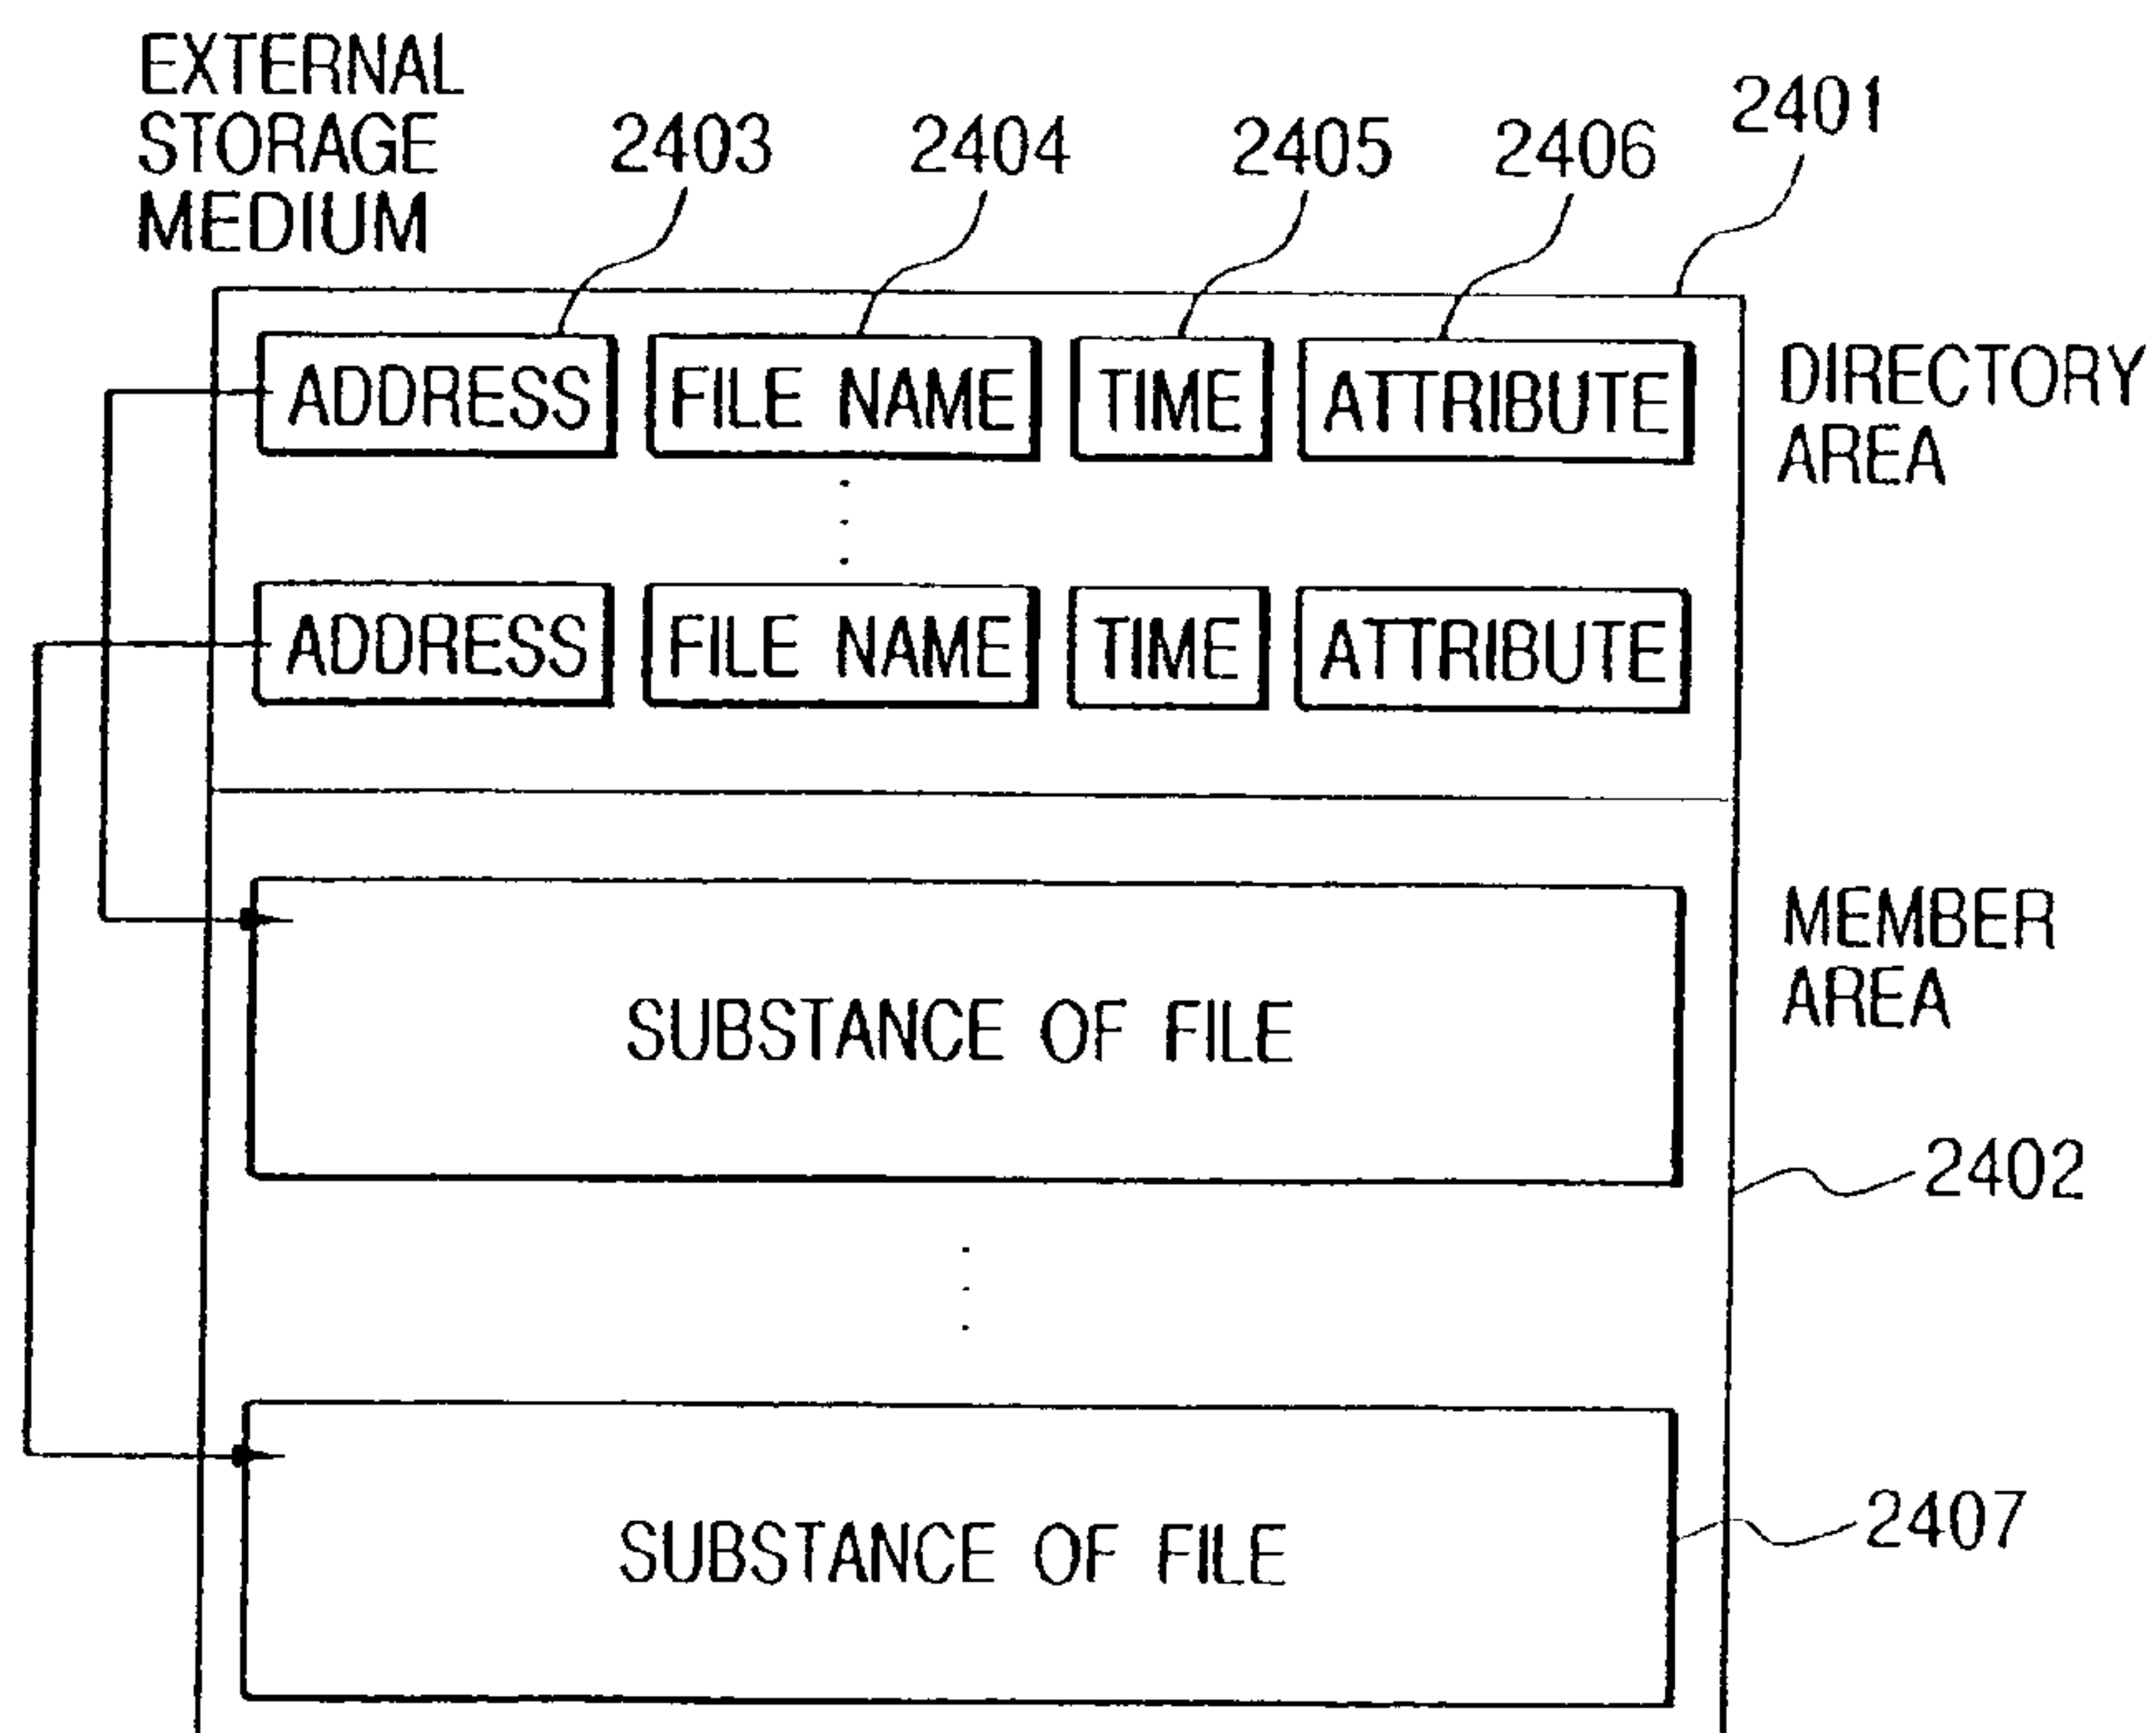 EXTERNAL
STORAGE
MEDIUM
2403
2404
2405
2406
2401
ADDRESS
FILE NAME
TIME
ATTRIBUTE
DIRECTORY
AREA
ADDRESS
FILE NAME
TIME
ATTRIBUTE
MEMBER
AREA
SUBSTANCE OF FILE
2402
SUBSTANCE OF FILE
2407